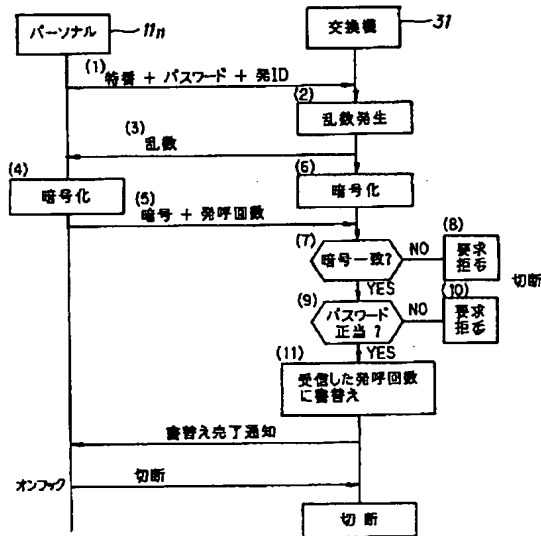 パーソナル
11n
交換機
31
(1)
特番 + パスワード + 発ID
(2)
乱数発生
(3)
乱数
(4)
暗号化
(5)
暗号 + 発呼回数
(6)
暗号化
(7)
暗号一致?
NO
(8)
要求
拒否
切断
YES
(9)
パスワード
正当?
NO
(10)
要求
拒否
YES
(11)
受信した発呼回数
に書替え
書替え完了通知
オンフック
切断
切断